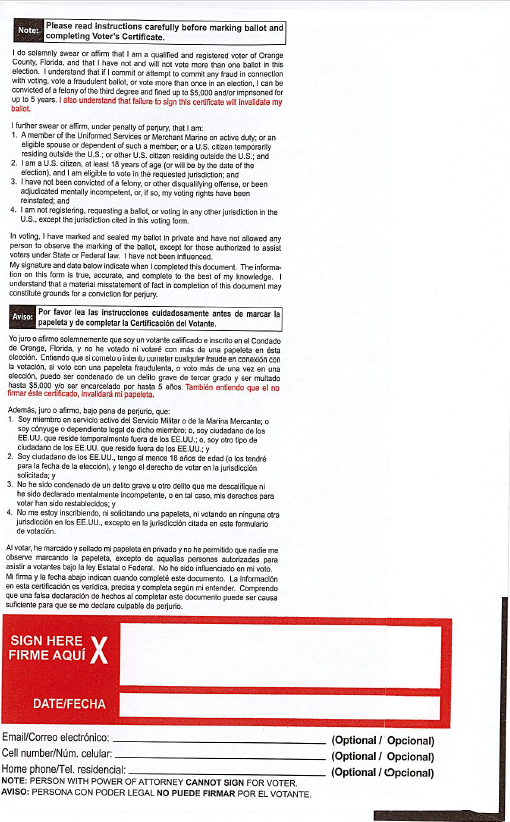 Note: Please read instructions carefully before marking ballot and
completing Voter's Certificate.
I do solemnly swear or affirm that I am a qualified and registered voter of Orange
County, Florida, and that I have not and will not vote more than one ballot in this
election. I understand that if I commit or attempt to commit any fraud in connection
with voting, vote a fraudulent ballot, or vote more than once in an election, I can be
convicted of a felony of the third degree and fined up to $5,000 and/or imprisoned for
up to 5 years. I also understand that failure to sign this certificate will invalidate my
ballot.
I further swear or affirm, under penalty of perjury, that I am:
1. A member of the Uniformed Services or Merchant Marine on active duty; or an
eligible spouse or dependent of such a member; or a U.S. citizen temporarily
residing outside the U.S.; or other U.S. citizen residing outside the U.S.; and
2. I am a U.S. citizen, at least 18 years of age (or will be by the date of the
election), and I am eligible to vote in the requested jurisdiction; and
3. I have not been convicted of a felony, or other disqualifying offense, or been
adjudicated mentally incompetent, or, if so, my voting rights have been
reinstated; and
4. I am not registering, requesting a ballot, or voting in any other jurisdiction in the
U.S., except the jurisdiction cited in this voting form.
In voting, I have marked and sealed my ballot in private and have not allowed any
person to observe the marking of the ballot, except for those authorized to assist
voters under State or Federal law. I have not been influenced.
My signature and date below indicate when I completed this document. The informa-
tion on this form is true, accurate, and complete to the best of my knowledge. I
understand that a material misstatement of fact in completion of this document may
constitute grounds for a conviction for perjury.
Aviso: Por favor lea las instrucciones cuidadosamente antes de marcar la
papeleta y de completar la Certificación del Votante.
Yo juro o afirmo solemnemente que soy un votante calificado e inscrito en el Condado
de Orange, Florida, y no he votado ni votaré con más de una papeleta en ésta
elección. Entiendo que si cometo o intento cometer cualquier fraude en conexión con
la votación, si voto con una papeleta fraudulenta, o voto más de una vez en una
elección, puedo ser condenado de un delito grave de tercer grado y ser multado
hasta $5,000 y/o ser encarcelado por hasta 5 años. También entiendo que el no
firmar éste certificado, invalidará mi papeleta.
Además, juro o afirmo, bajo pena de perjurio, que:
1. Soy miembro en servicio activo del Servicio Militar o de la Marina Mercante; o
soy cónyuge o dependiente legal de dicho miembro; o, soy ciudadano de los
EE.UU. que reside temporalmente fuera de los EE.UU.; o, soy otro tipo de
ciudadano de los EE.UU. que reside fuera de los EE.UU.; y
2. Soy ciudadano de los EE.UU., tengo al menos 18 años de edad (o los tendré
para la fecha de la elección), y tengo el derecho de votar en la jurisdicción
solicitada; y
3. No he sido condenado de un delito grave u otro delito que me descalifique ni
he sido declarado mentalmente incompetente, o en tal caso, mis derechos para
votar han sido restablecidos; y
4. No me estoy inscribiendo, ni solicitando una papeleta, ni votando en ninguna otra
jurisdicción en los EE.UU., excepto en la jurisdicción citada en este formulario
de votación.
Al votar, he marcado y sellado mi papeleta en privado y no he permitido que nadie me
observe marcando la papeleta, excepto de aquellas personas autorizadas para
asistir a votantes bajo la ley Estatal o Federal. No he sido influenciado en mi voto.
Mi firma y la fecha abajo indican cuando completé este documento. La información
en esta certificación es verídica, precisa y completa según mi entender. Comprendo
que una falsa declaración de hechos al completar este documento puede ser causa
suficiente para que se me declare culpable de perjurio.
SIGN HERE
FIRME AQUÍ X
DATE/FECHA
Email/Correo electrónico: (Optional / Opcional)
Cell number/Núm. celular: (Optional / Opcional)
Home phone/Tel. residencial: (Optional / Opcional)
NOTE: PERSON WITH POWER OF ATTORNEY CANNOT SIGN FOR VOTER.
AVISO: PERSONA CON PODER LEGAL NO PUEDE FIRMAR POR EL VOTANTE.